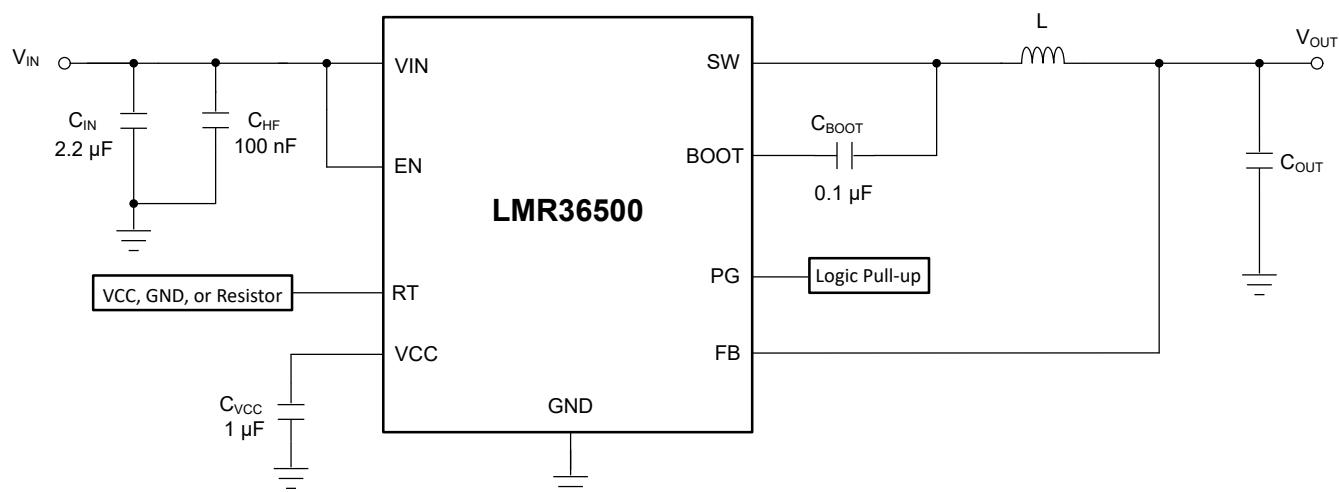 L
V_IN
VIN
SW
V_OUT
C_IN
2.2 µF
C_HF
100 nF
C_BOOT
0.1 µF
EN
BOOT
C_OUT
LMR36500
VCC, GND, or Resistor
RT
PG
Logic Pull-up
VCC
FB
C_VCC
1 µF
GND